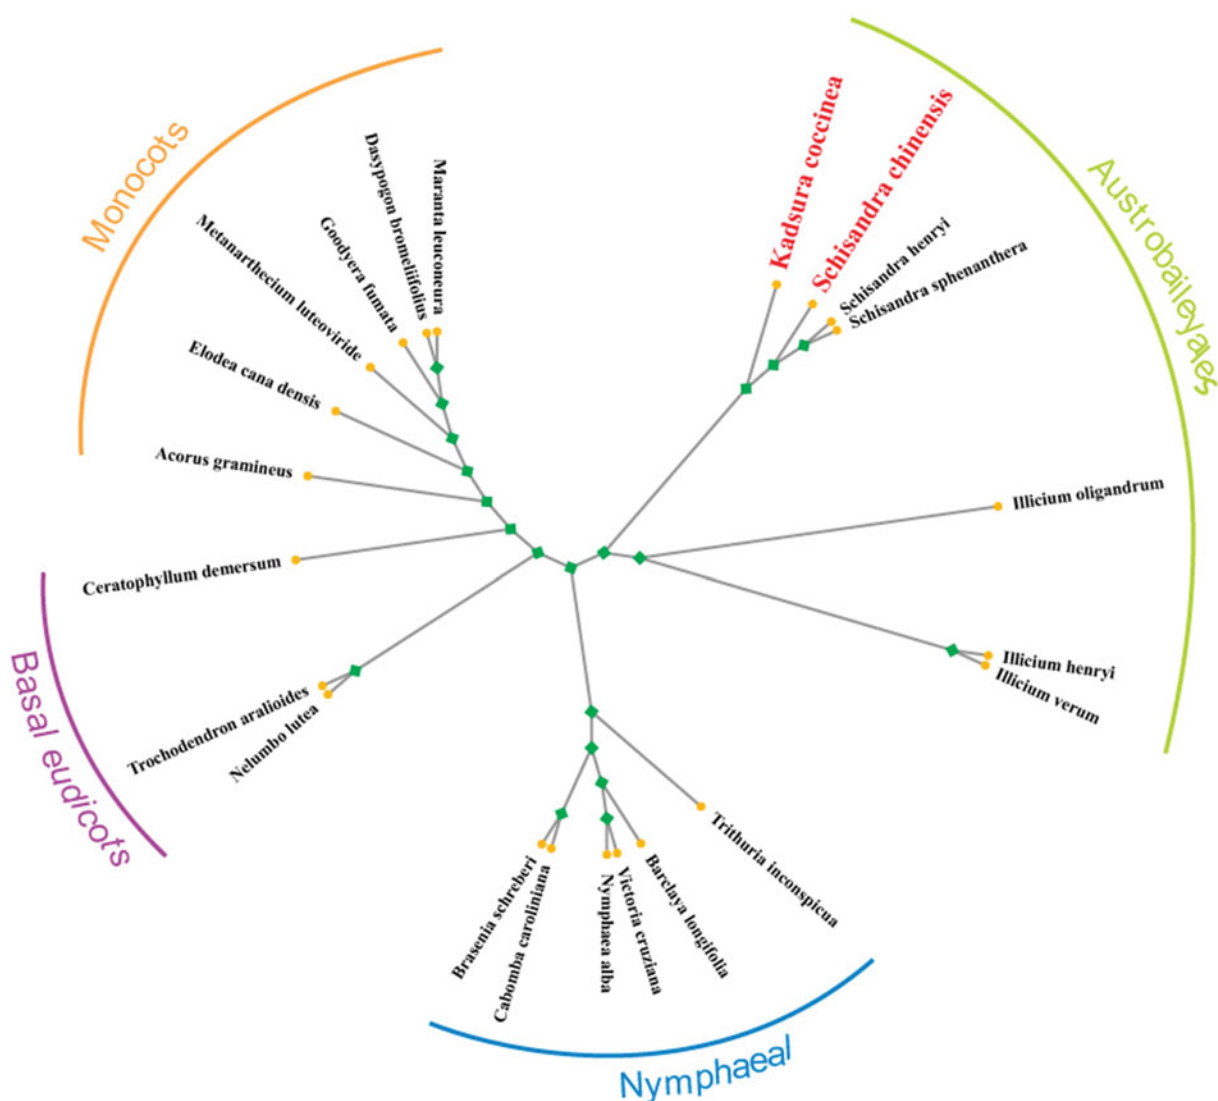 Monocots
Maranta leuconeura
Dasypogon bromeliifolius
Goodyera fumata
Metanarthecium luteoviride
Elodea cana densis
Acorus gramineus
Ceratophyllum demersum
Basal eudicots
Trochodendron aralioides
Nelumbo lutea
Kadsura coccinea
Schisandra chinensis
Schisandra henryi
Schisandra sphenanthera
Austrobaileyales
Illicium oligandrum
Illicium henryi
Illicium verum
Trithuria inconspicua
Barclaya longifolia
Victoria cruziana
Nymphaea alba
Cabomba caroliniana
Brasenia schreberi
Nymphaeal